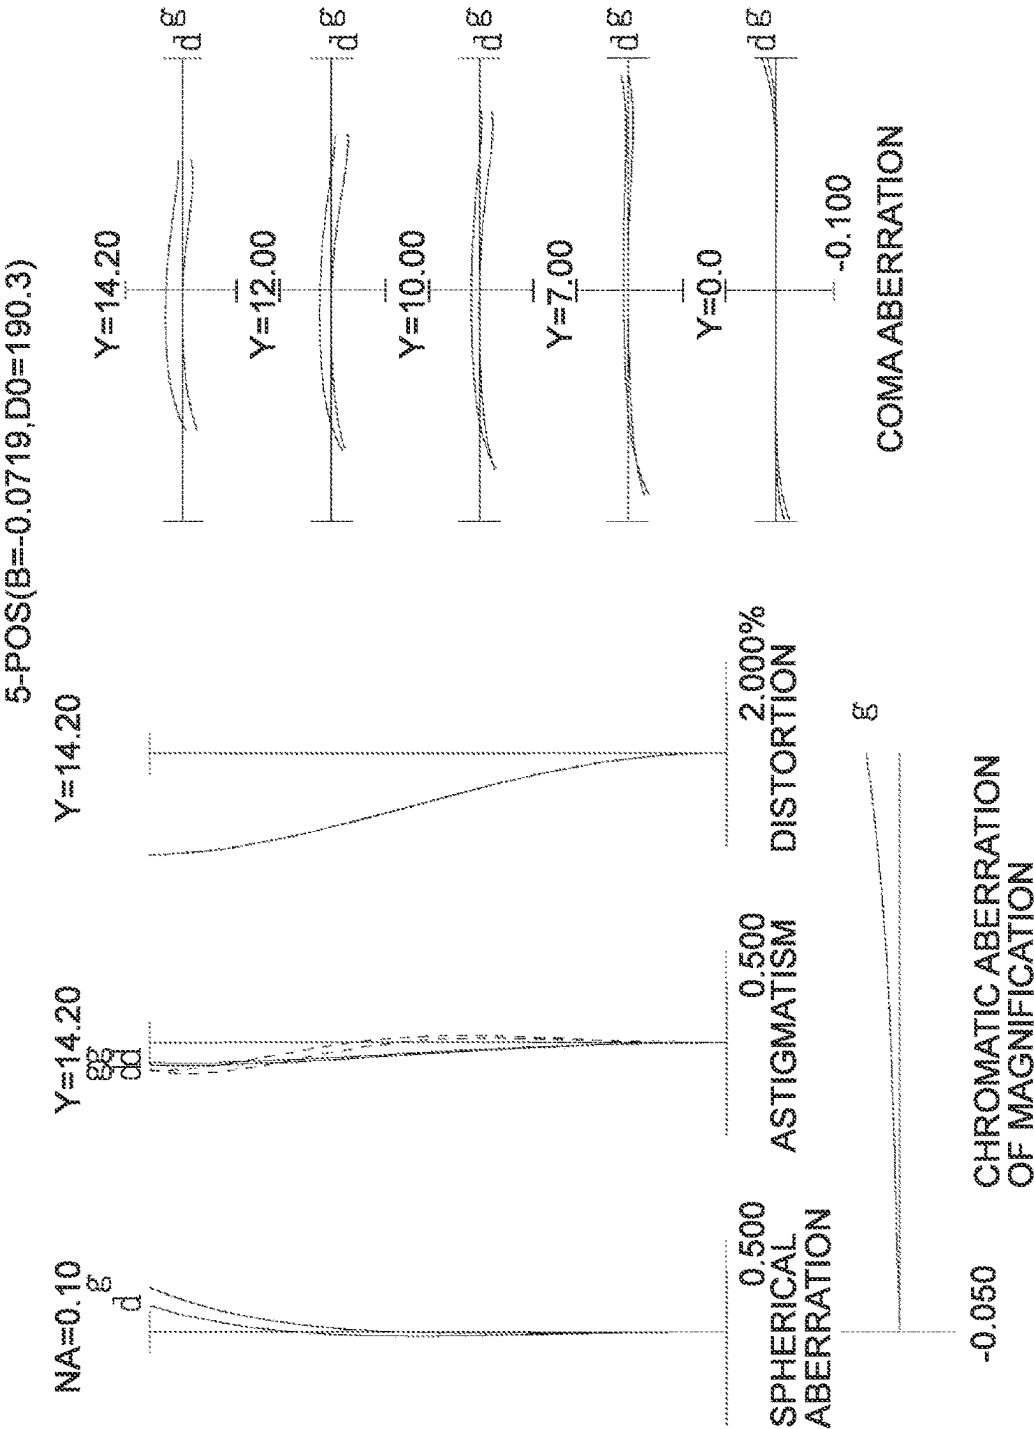 5-POS(B=-0.0719,D0=190.3)
NA=0.10
d
g
0.500
SPHERICAL
ABERRATION
Y=14.20
g g
d d
0.500
ASTIGMATISM
Y=14.20
2.000%
DISTORTION
Y=14.20
d g
Y=12.00
d g
Y=10.00
d g
Y=7.00
d g
Y=0.0
d g
-0.100
COMA ABERRATION
g
-0.050
CHROMATIC ABERRATION
OF MAGNIFICATION